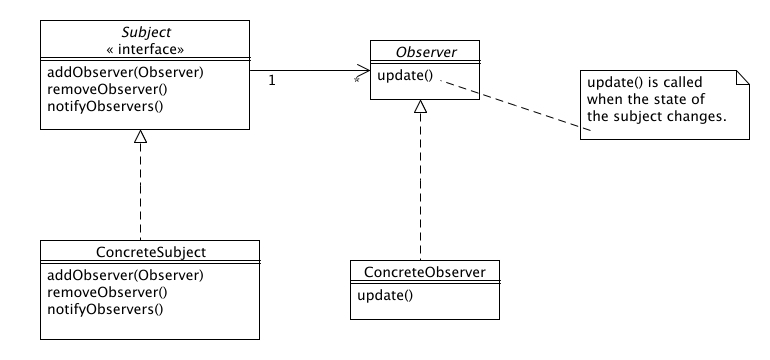 Subject
« interface»
addObserver(Observer)
removeObserver()
notifyObservers()
1
*
Observer
update()
update() is called
when the state of
the subject changes.
ConcreteSubject
addObserver(Observer)
removeObserver()
notifyObservers()
ConcreteObserver
update()